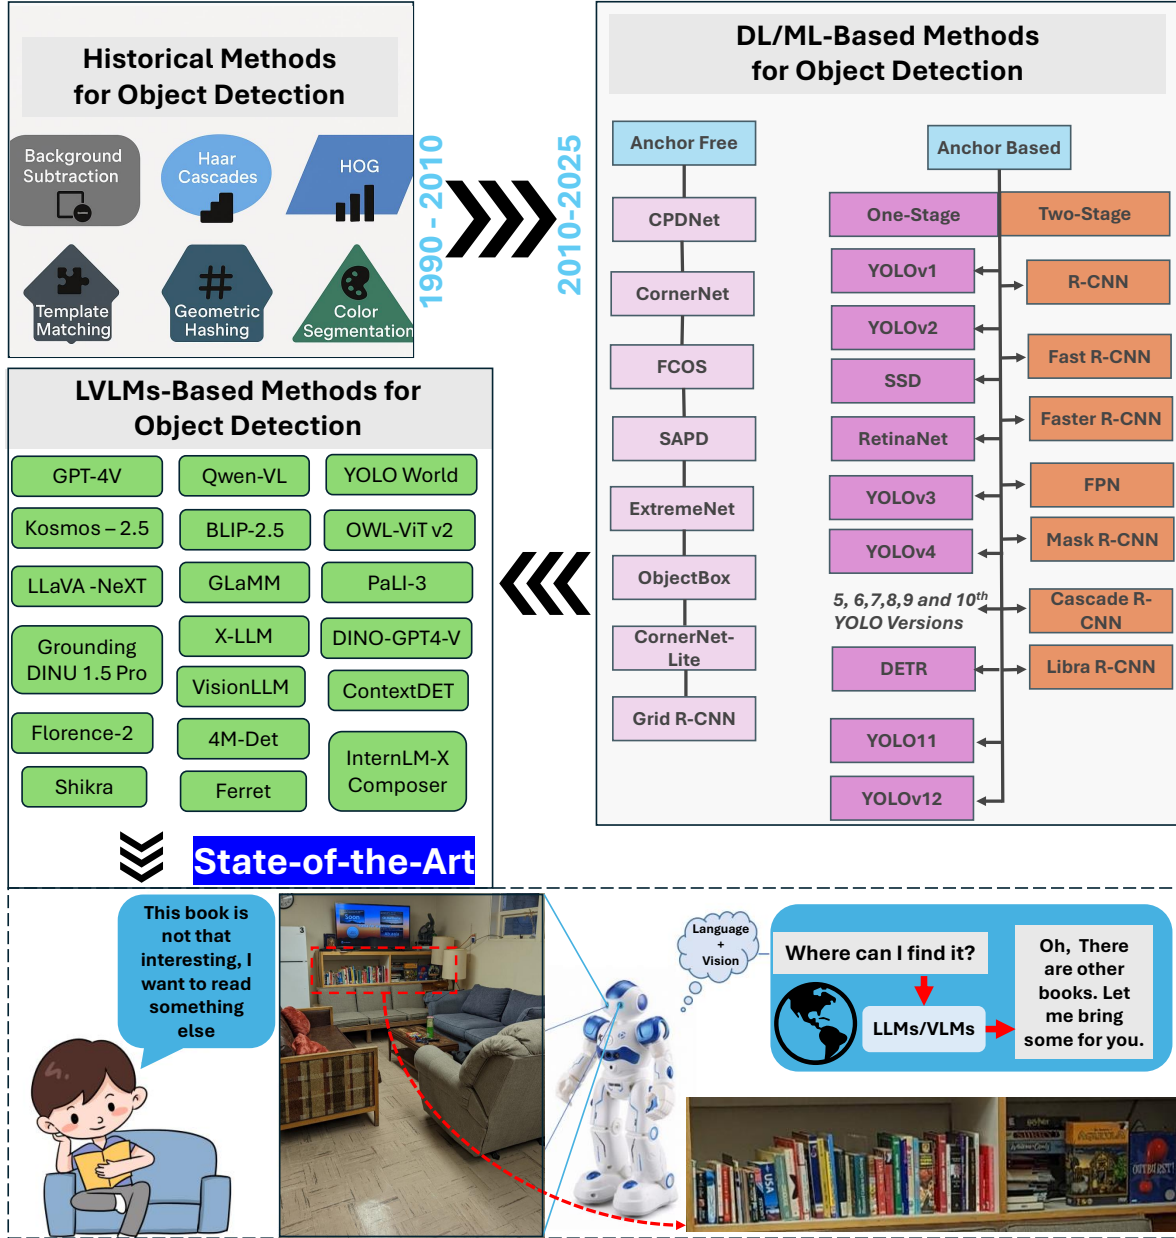 Historical Methods
for Object Detection
Background
Subtraction
Haar
Cascades
HOG
Template
Matching
Geometric
Hashing
Color
Segmentation
1990 - 2010
2010-2025
DL/ML-Based Methods
for Object Detection
Anchor Free
CPDNet
CornerNet
FCOS
SAPD
ExtremeNet
ObjectBox
CornerNet-
Lite
Grid R-CNN
Anchor Based
One-Stage
Two-Stage
YOLOv1
YOLOv2
SSD
RetinaNet
YOLOv3
YOLOv4
5, 6,7,8,9 and 10th
YOLO Versions
DETR
YOLO11
YOLOv12
R-CNN
Fast R-CNN
Faster R-CNN
FPN
Mask R-CNN
Cascade R-
CNN
Libra R-CNN
LVLMs-Based Methods for
Object Detection
GPT-4V
Kosmos – 2.5
LLaVA -NeXT
Grounding
DINU 1.5 Pro
Florence-2
Shikra
Qwen-VL
BLIP-2.5
GLaMM
X-LLM
VisionLLM
4M-Det
Ferret
YOLO World
OWL-ViT v2
PaLI-3
DINO-GPT4-V
ContextDET
InternLM-X
Composer
State-of-the-Art
This book is
not that
interesting, I
want to read
something
else
3
Soon
Language
+
Vision
Where can I find it?
LLMs/VLMs
Oh, There
are other
books. Let
me bring
some for you.
USA
AQUILA
OUTBURST!